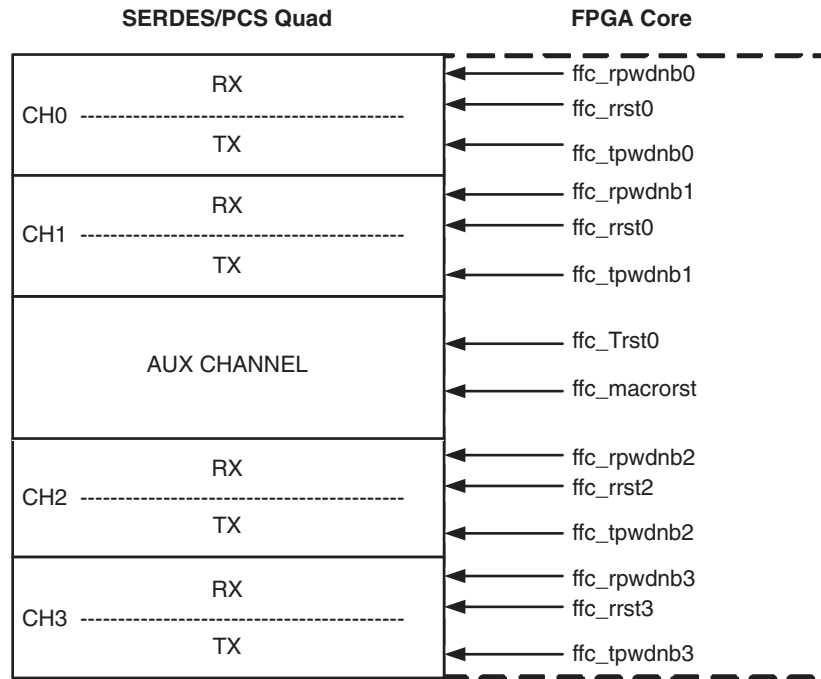 SERDES/PCS Quad
FPGA Core
CH0
RX
TX
ffc_rpwdnb0
ffc_rrst0
ffc_tpwdnb0
CH1
RX
TX
ffc_rpwdnb1
ffc_rrst0
ffc_tpwdnb1
AUX CHANNEL
ffc_Trst0
ffc_macrorst
CH2
RX
TX
ffc_rpwdnb2
ffc_rrst2
ffc_tpwdnb2
CH3
RX
TX
ffc_rpwdnb3
ffc_rrst3
ffc_tpwdnb3